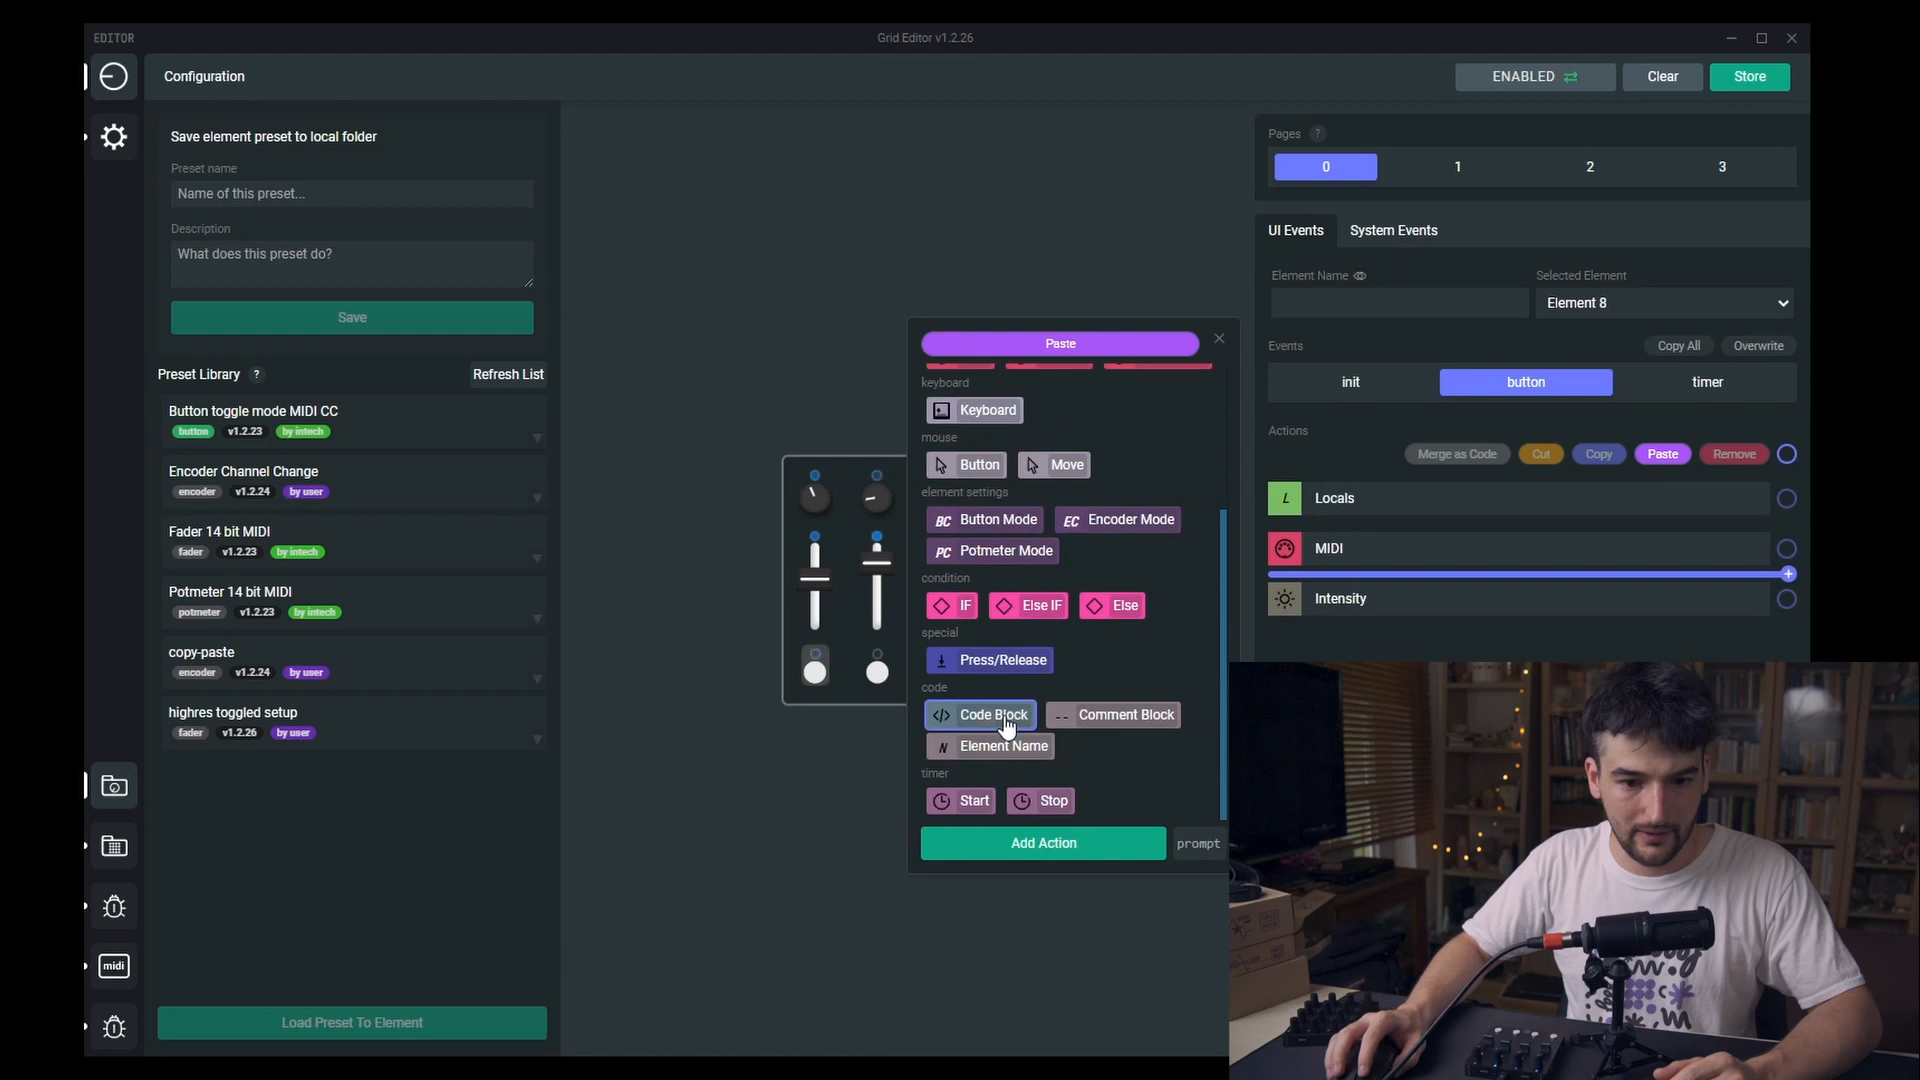 EDITOR
Grid Editor v1.2.26
Configuration
ENABLED
Clear
Store
Save element preset to local folder
Preset name
Name of this preset...
Description
What does this preset do?
Save
Preset Library ?
Refresh List
Button toggle mode MIDI CC
button v1.2.23 by intech
Encoder Channel Change
encoder v1.2.24 by user
Fader 14 bit MIDI
fader v1.2.23 by intech
Potmeter 14 bit MIDI
potmeter v1.2.23 by intech
copy-paste
encoder v1.2.24 by user
highres toggled setup
fader v1.2.26 by user
Load Preset To Element
midi
Paste
keyboard
Keyboard
mouse
Button Move
element settings
BC Button Mode EC Encoder Mode
PC Potmeter Mode
condition
IF Else IF Else
special
Press/Release
code
</> Code Block -- Comment Block
N Element Name
timer
Start Stop
Add Action
prompt
Pages ?
0 1 2 3
UI Events System Events
Element Name Selected Element
Element 8
Events Copy All Overwrite
init button timer
Actions
Merge as Code Cut Copy Paste Remove
L Locals
MIDI
+
Intensity